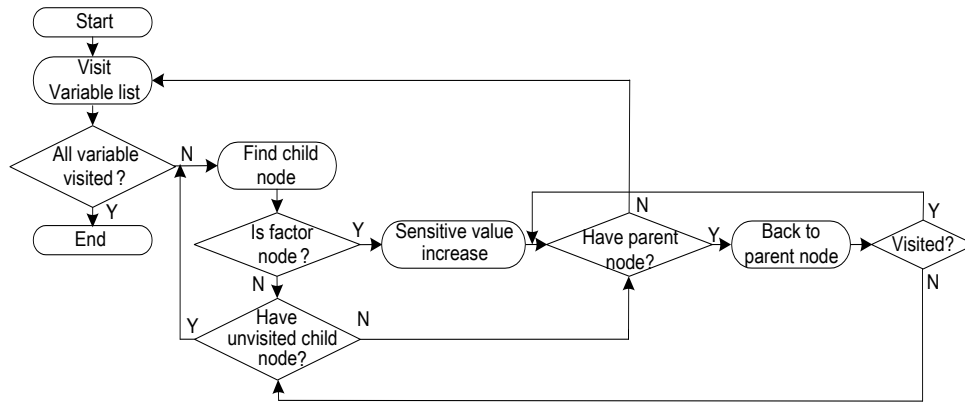 Start
Visit
Variable list
All variable
visited?
N
Y
End
Find child
node
Is factor
node?
Y
N
Sensitive value
increase
Have parent
node?
N
Y
Back to
parent node
Visited?
Y
N
Have
unvisited child
node?
Y
N